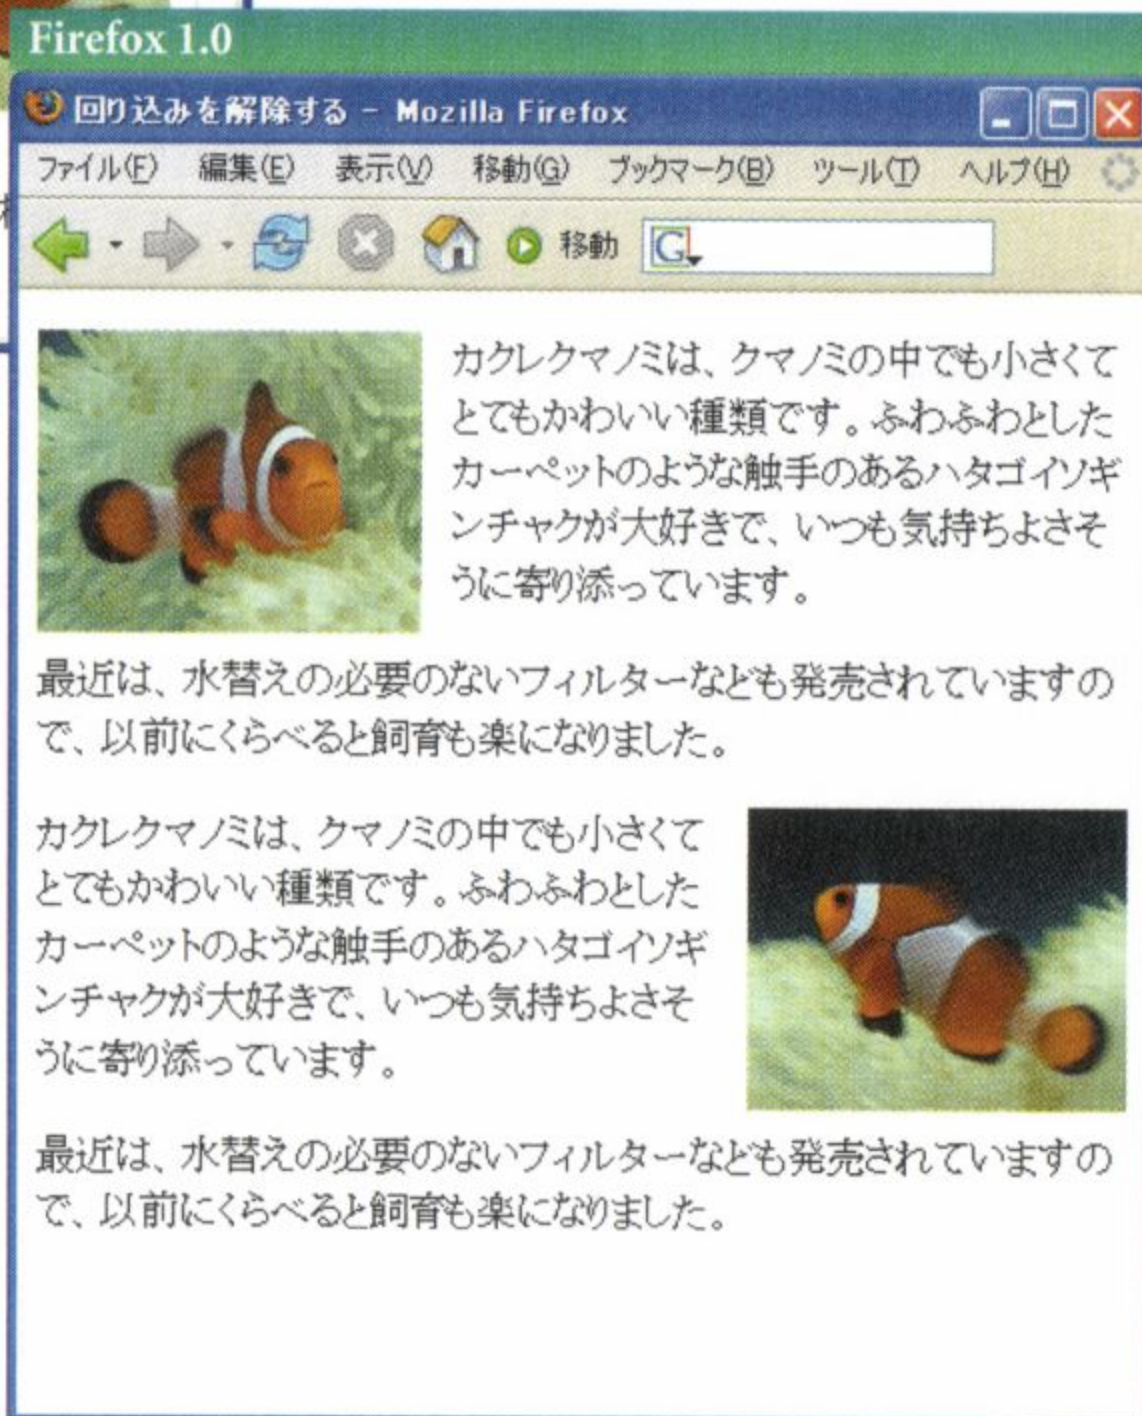 Firefox 1.0
回り込みを解除する - Mozilla Firefox
ファイル(F) 編集(E) 表示(V) 移動(G) ブックマーク(B) ツール(T) ヘルプ(H)
移動 G
カクレクマノミは、クマノミの中でも小さくて
とてもかわいい種類です。ふわふわとした
カーペットのような触手のあるハタゴイソギ
ンチャクが大好きで、いつも気持ちよさそ
うに寄り添っています。
最近は、水替えの必要のないフィルターなども発売されていますの
で、以前にくらべると飼育も楽になりました。
カクレクマノミは、クマノミの中でも小さくて
とてもかわいい種類です。ふわふわとした
カーペットのような触手のあるハタゴイソギ
ンチャクが大好きで、いつも気持ちよさそ
うに寄り添っています。
最近は、水替えの必要のないフィルターなども発売されていますの
で、以前にくらべると飼育も楽になりました。